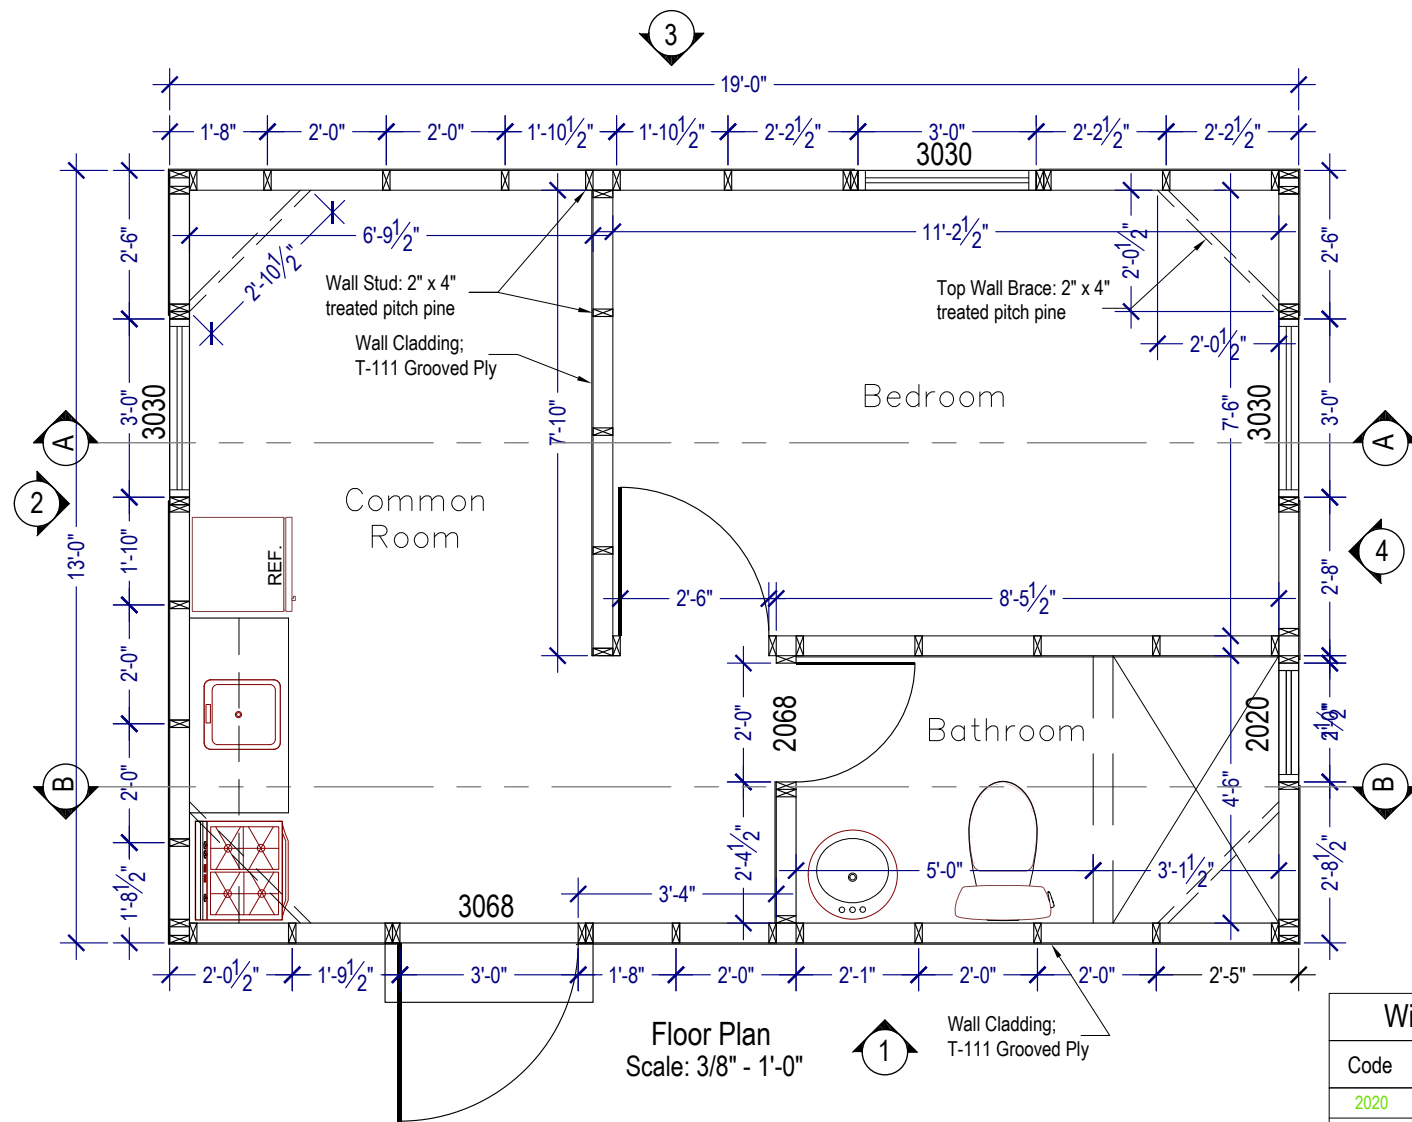 3
19'-0"
1'-8" 2'-0" 2'-0" 1'-10½" 1'-10½" 2'-2½" 3'-0" 2'-2½" 2'-2½"
3030
6'-9½"
11'-2½"
2'-6"
2'-10½"
2'-0½"
2'-6"
Wall Stud: 2" x 4"
treated pitch pine
Top Wall Brace: 2" x 4"
treated pitch pine
Wall Cladding;
T-111 Grooved Ply
2'-0½"
Bedroom
3'-0"
3030
7'-10"
7'-6"
3030
3'-0"
A
A
2
Common
Room
13'-0"
1'-10"
REF.
4
2'-8"
2'-6"
8'-5½"
2'-0"
2'-0"
2068
Bathroom
2020
B
2'-0"
4'-6"
B
1'-8½"
2'-4½"
5'-0"
3'-1½"
2'-8½"
3'-4"
3068
2'-0½" 1'-9½" 3'-0" 1'-8" 2'-0" 2'-1" 2'-0" 2'-0" 2'-5"
Floor Plan
Scale: 3/8" - 1'-0"
1
Wall Cladding;
T-111 Grooved Ply
Wi
Code
2020